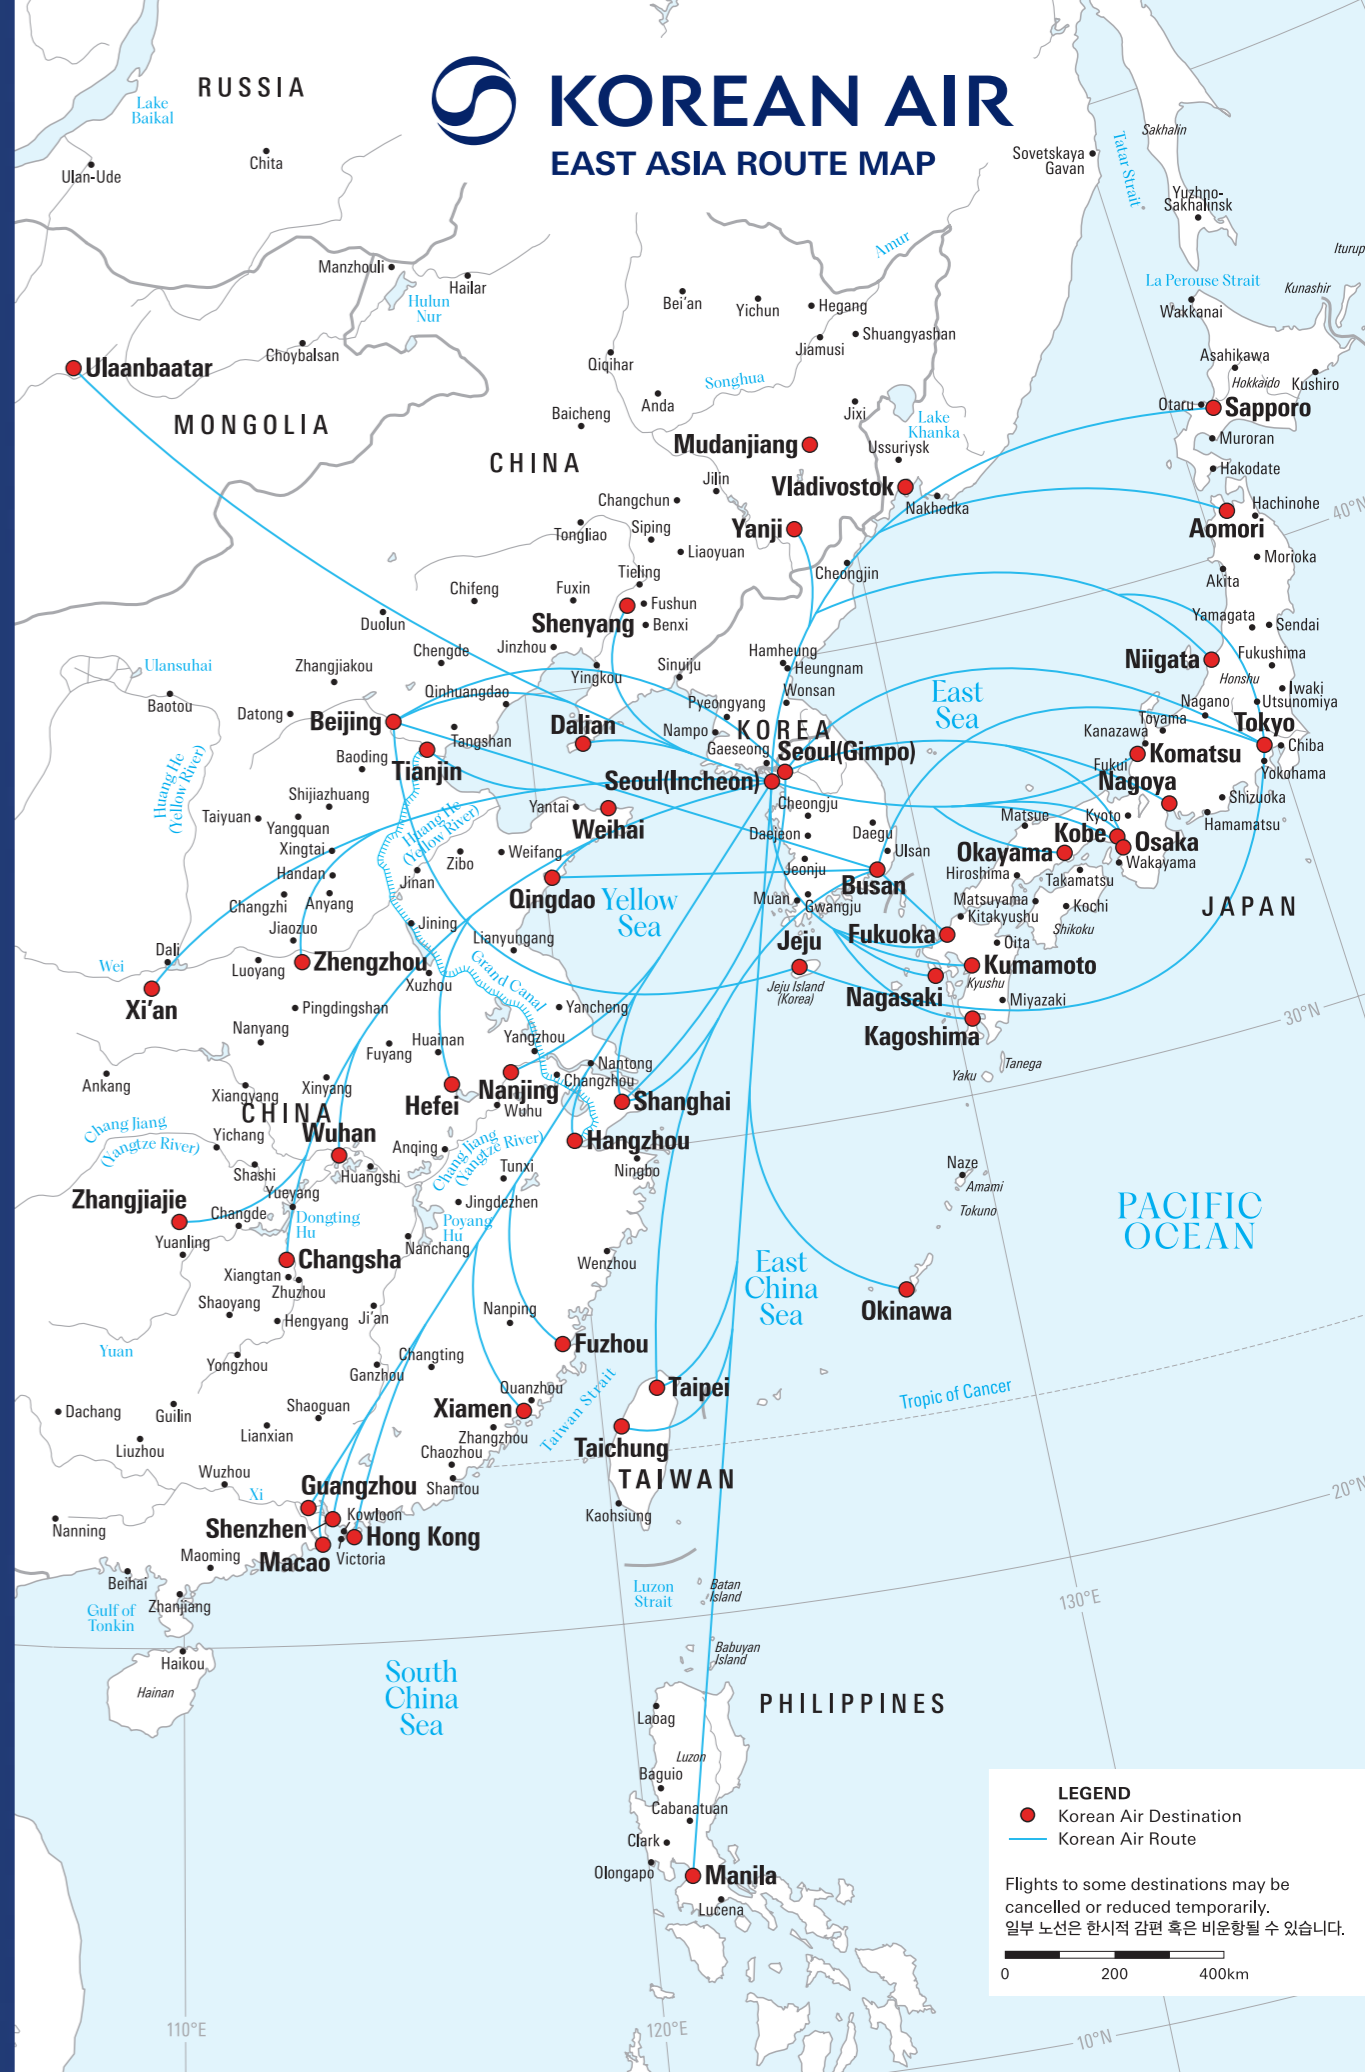 KOREAN AIR
EAST ASIA ROUTE MAP
RUSSIA
Lake
Baikal
Ulan-Ude
Chita
Sovetskaya
Gavan
Tatar Strait
Sakhalin
Yuzhno-
Sakhalinsk
Iturup
Kunashir
La Perouse Strait
Wakkanai
Amur
Manzhouli
Hailar
Hulun
Nur
Choybalsan
Ulaanbaatar
MONGOLIA
Bei'an
Yichun
Hegang
Shuangyashan
Jiamusi
Qiqihar
Songhua
Anda
Baicheng
Jixi
Lake
Khanka
Ussuriysk
Asahikawa
Hokkaido
Kushiro
Otaru
Sapporo
Muroran
Hakodate
Mudanjiang
CHINA
Jilin
Vladivostok
Nakhodka
Changchun
Yanji
Siping
Tongliao
Liaoyuan
Hachinohe
Aomori
40°N
Morioka
Akita
Cheongjin
Tieling
Fuxin
Chifeng
Fushun
Shenyang
Benxi
Duolun
Yamagata
Sendai
Chengde
Jinzhou
Hamheung
Heungnam
Sinuiju
Yingkou
Wonsan
Niigata
Fukushima
Honshu
Iwaki
Utsunomiya
Nagano
Toyama
Tokyo
Chiba
Kanazawa
Komatsu
Fukui
Yokohama
Nagoya
Ulansuhai
Baotou
Zhangjiakou
Qinhuangdao
Datong
Beijing
Tangshan
Baoding
Tianjin
Dalian
Pyeongyang
Nampo
KOREA
Gaeseong
Seoul(Gimpo)
Seoul(Incheon)
East
Sea
Huang He
(Yellow River)
Shijiazhuang
Taiyuan
Yangquan
Xingtai
Huang He
(Yellow River)
Yantai
Weihai
Cheongju
Daejeon
Daegu
Ulsan
Jeonju
Busan
Matsue
Kyoto
Shizuoka
Hamamatsu
Kobe
Osaka
Okayama
Wakayama
Hiroshima
Takamatsu
Zibo
Weifang
Handan
Jinan
Changzhi
Anyang
Qingdao
Yellow
Sea
Muan
Gwangju
Matsuyama
Kochi
Kitakyushu
Shikoku
JAPAN
Jiaozuo
Jining
Lianyungang
Jeju
Fukuoka
Oita
Dali
Wei
Luoyang
Zhengzhou
Xuzhou
Grand Canal
Jeju Island
(Korea)
Kumamoto
Kyushu
Xi'an
Nagasaki
Miyazaki
Pingdingshan
Yancheng
Kagoshima
30°N
Nanyang
Fuyang
Huainan
Yangzhou
Nantong
Tanega
Yaku
Ankang
Xiangyang
Xinyang
Hefei
Nanjing
Changzhou
Wuhu
Shanghai
Chang Jiang
(Yangtze River)
CHINA
Wuhan
Yichang
Anqing
Chang Jiang
(Yangtze River)
Hangzhou
Ningbo
Shashi
Huangshi
Tunxi
Naze
Amami
Zhangjiajie
Yueyang
Jingdezhen
Tokuno
PACIFIC
OCEAN
Changde
Dongting
Hu
Poyang
Hu
Yuanling
Nanchang
Changsha
Wenzhou
East
China
Sea
Xiangtan
Zhuzhou
Okinawa
Shaoyang
Hengyang
Ji'an
Nanping
Yuan
Yongzhou
Changting
Fuzhou
Ganzhou
Taipei
Tropic of Cancer
Quanzhou
Dachang
Guilin
Shaoguan
Xiamen
Taiwan Strait
Lianxian
Zhangzhou
Taichung
Liuzhou
Chaozhou
TAIWAN
Wuzhou
Guangzhou
Shantou
20°N
Xi
Kowloon
Kaohsiung
Nanning
Shenzhen
Hong Kong
Macao
Victoria
Maoming
Beihai
Zhanjiang
Gulf of
Tonkin
Luzon
Strait
Batan
Island
130°E
Haikou
Hainan
Babuyan
Island
South
China
Sea
PHILIPPINES
Laoag
Luzon
Baguio
Cabanatuan
Clark
Olongapo
Manila
Lucena
LEGEND
Korean Air Destination
Korean Air Route
Flights to some destinations may be
cancelled or reduced temporarily.
일부 노선은 한시적 감편 혹은 비운항될 수 있습니다.
0 200 400km
110°E
120°E
10°N